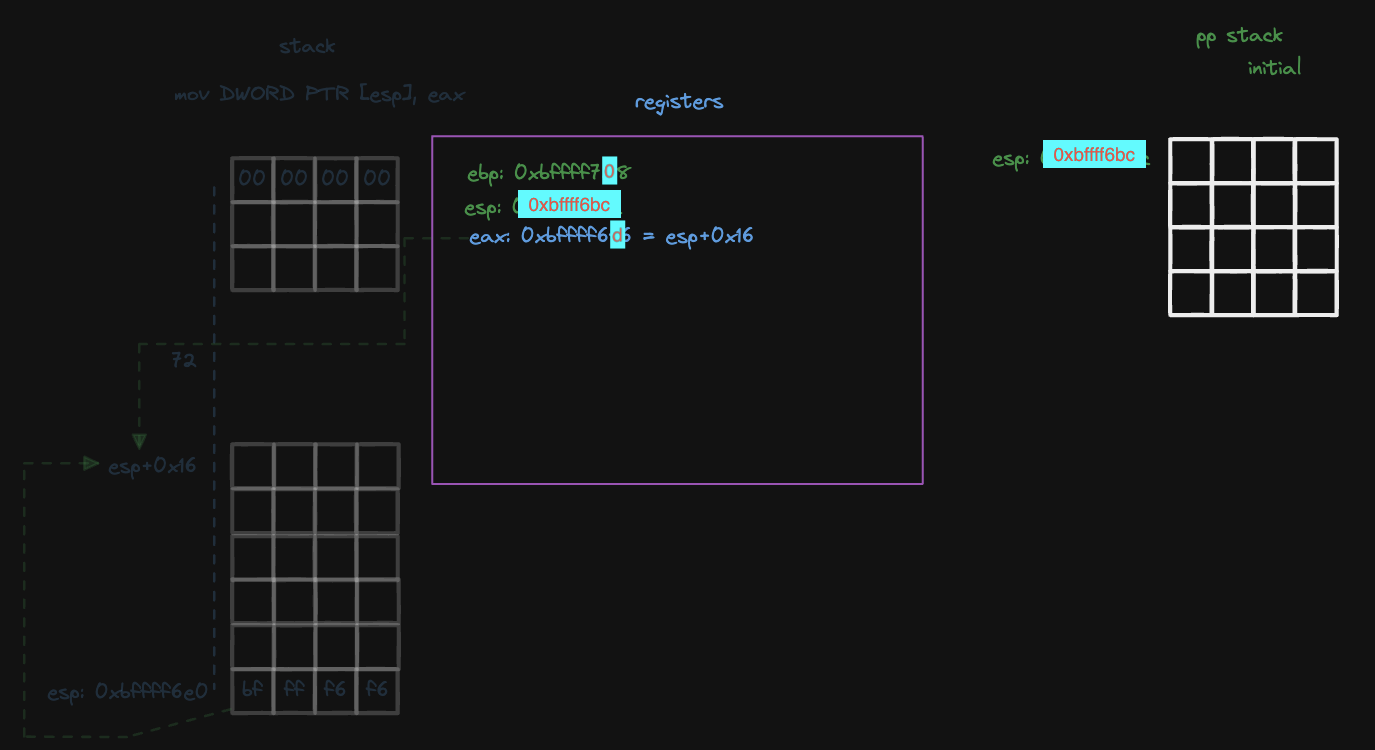 stack
mov DWORD PTR [esp], eax
registers
pp stack
initial
ebp: 0xbffff708
esp: 0xbffff6bc
eax: 0xbffff6d6 = esp+0x16
esp: 0xbffff6bc
00 00 00 00
72
esp+0x16
esp: 0xbffff6e0
bf ff f6 f6